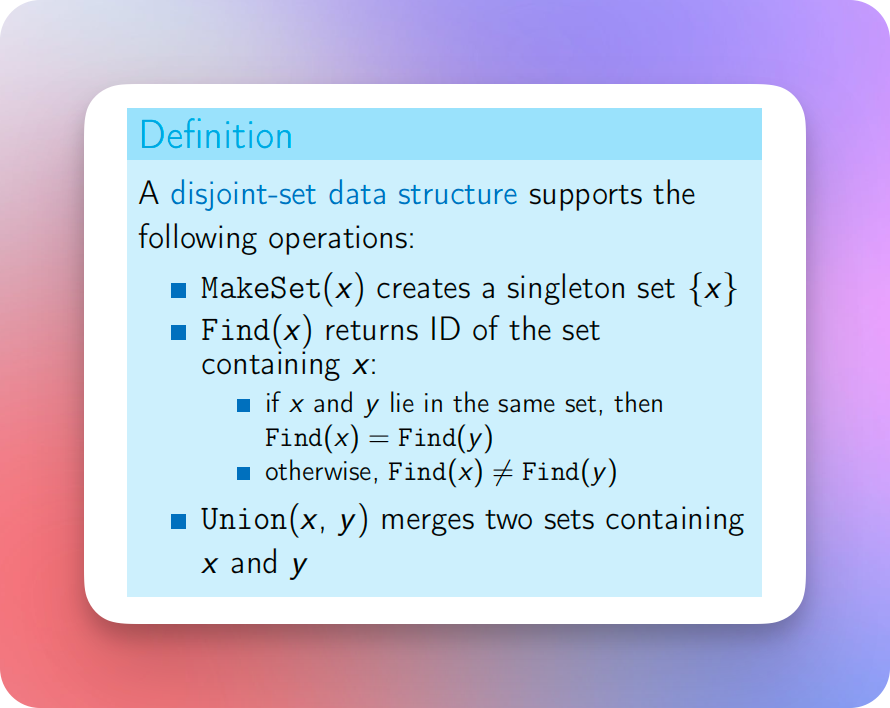 Definition
A disjoint-set data structure supports the
following operations:
MakeSet(x) creates a singleton set {x}
Find(x) returns ID of the set
containing x:
if x and y lie in the same set, then
Find(x) = Find(y)
otherwise, Find(x) ≠ Find(y)
Union(x, y) merges two sets containing
x and y